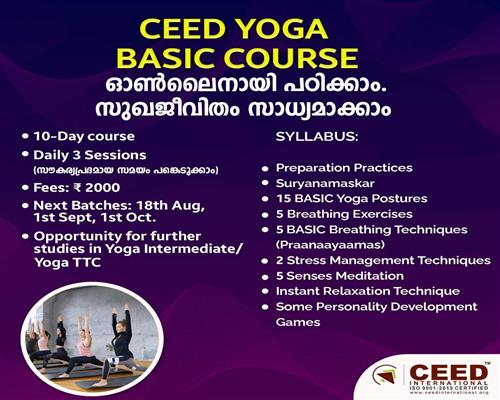 CEED YOGA
BASIC COURSE
ഓൺലൈനായി പഠിക്കാം.
സുഖജീവിതം സാധ്യമാക്കാം
• 10-Day course
• Daily 3 Sessions
(സൗകര്യപ്രദമായ സമയം പങ്കെടുക്കാം)
• Fees: ₹ 2000
• Next Batches: 18th Aug,
1st Sept, 1st Oct.
• Opportunity for further
studies in Yoga Intermediate/
Yoga TTC
SYLLABUS:
• Preparation Practices
• Suryanamaskar
• 15 BASIC Yoga Postures
• 5 Breathing Exercises
• 5 BASIC Breathing Techniques
(Praanaayaamas)
• 2 Stress Management Techniques
• 5 Senses Meditation
• Instant Relaxation Technique
• Some Personality Development
Games
CEED™
INTERNATIONAL
ISO 9001:2015 CERTIFIED
www.ceedinternational.org